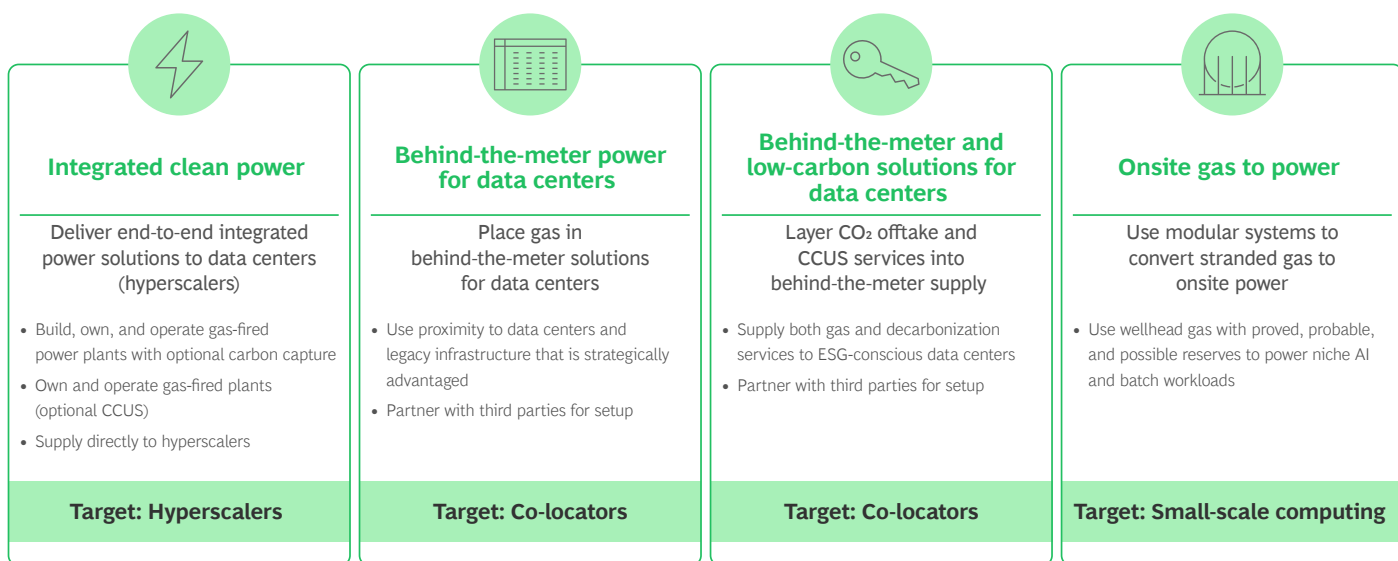 Integrated clean power
Deliver end-to-end integrated
power solutions to data centers
(hyperscalers)
• Build, own, and operate gas-fired
power plants with optional carbon capture
• Own and operate gas-fired plants
(optional CCUS)
• Supply directly to hyperscalers
Target: Hyperscalers
Behind-the-meter power
for data centers
Place gas in
behind-the-meter solutions
for data centers
• Use proximity to data centers and
legacy infrastructure that is strategically
advantaged
• Partner with third parties for setup
Target: Co-locators
Behind-the-meter and
low-carbon solutions for
data centers
Layer CO₂ offtake and
CCUS services into
behind-the-meter supply
• Supply both gas and decarbonization
services to ESG-conscious data centers
• Partner with third parties for setup
Target: Co-locators
Onsite gas to power
Use modular systems to
convert stranded gas to
onsite power
• Use wellhead gas with proved, probable,
and possible reserves to power niche AI
and batch workloads
Target: Small-scale computing